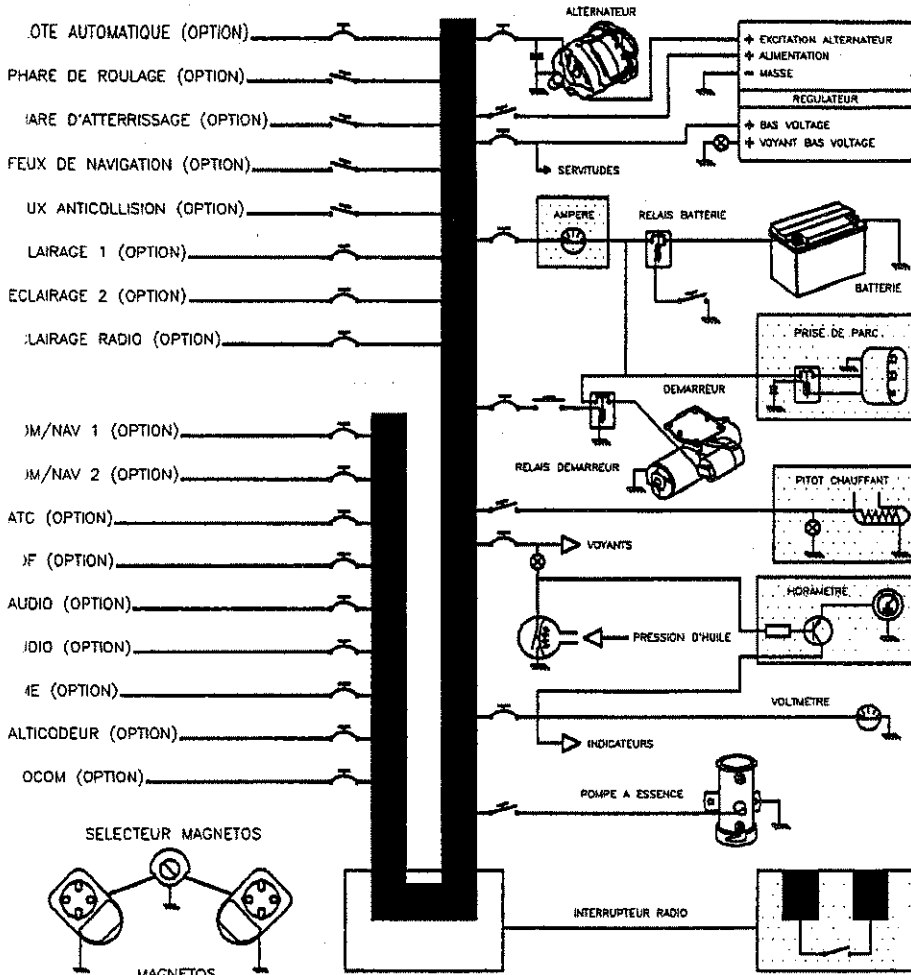 ALTERNATEUR
EXCITATION ALTERNATEUR
ALIMENTATION
MASSE
REGULATEUR
BAS VOLTAGE
VOYANT BAS VOLTAGE
SERVITUDES
OTE AUTOMATIQUE (OPTION)
PHARE DE ROULAGE (OPTION)
ARE D'ATTERRISSAGE (OPTION)
FEUX DE NAVIGATION (OPTION)
UX ANTICOLLISION (OPTION)
LAIRAGE 1 (OPTION)
ECLAIRAGE 2 (OPTION)
LAIRAGE RADIO (OPTION)
AMPERE
RELAIS BATTERIE
BATTERIE
PRISE DE PARC
DEMARREUR
RELAIS DEMARREUR
M/NAV 1 (OPTION)
M/NAV 2 (OPTION)
ATC (OPTION)
F (OPTION)
AUDIO (OPTION)
DIO (OPTION)
E (OPTION)
ALTICODEUR (OPTION)
OCOM (OPTION)
PITOT CHAUFFANT
VOYANTS
HORAMETRE
PRESSION D'HUILE
VOLTMETRE
INDICATEURS
POMPE A ESSENCE
SELECTEUR MAGNETOS
MAGNETOS
INTERRUPTEUR RADIO